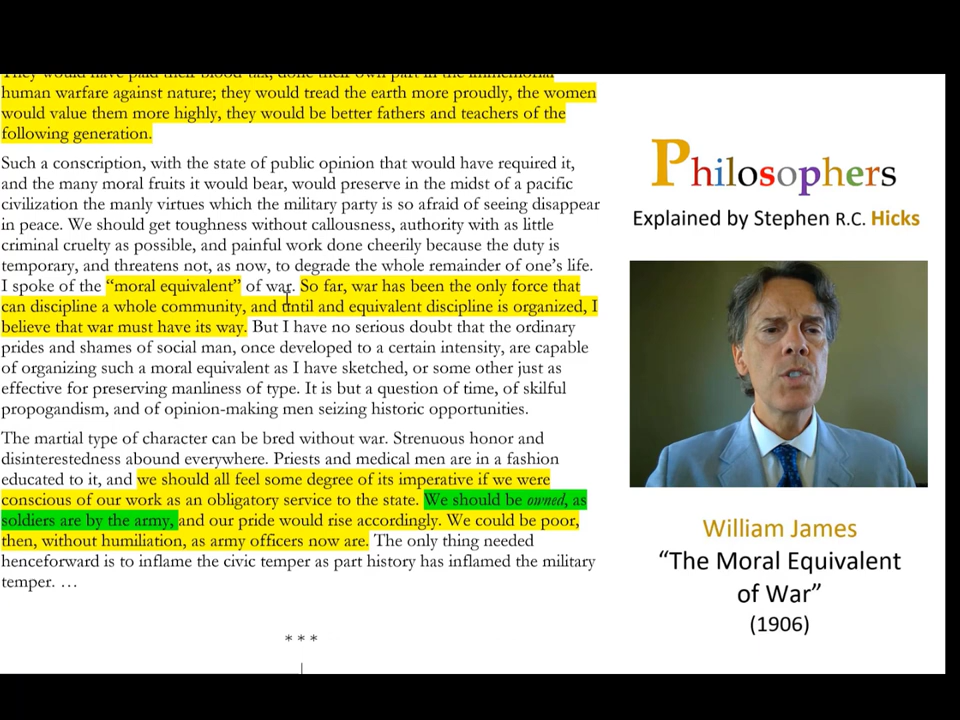 They would have paid their blood-tax, done their own part in the immemorial
human warfare against nature; they would tread the earth more proudly, the women
would value them more highly, they would be better fathers and teachers of the
following generation.
Such a conscription, with the state of public opinion that would have required it,
and the many moral fruits it would bear, would preserve in the midst of a pacific
civilization the manly virtues which the military party is so afraid of seeing disappear
in peace. We should get toughness without callousness, authority with as little
criminal cruelty as possible, and painful work done cheerily because the duty is
temporary, and threatens not, as now, to degrade the whole remainder of one's life.
I spoke of the “moral equivalent” of war. So far, war has been the only force that
can discipline a whole community, and until and equivalent discipline is organized, I
believe that war must have its way. But I have no serious doubt that the ordinary
prides and shames of social man, once developed to a certain intensity, are capable
of organizing such a moral equivalent as I have sketched, or some other just as
effective for preserving manliness of type. It is but a question of time, of skilful
propogandism, and of opinion-making men seizing historic opportunities.
The martial type of character can be bred without war. Strenuous honor and
disinterestedness abound everywhere. Priests and medical men are in a fashion
educated to it, and we should all feel some degree of its imperative if we were
conscious of our work as an obligatory service to the state. We should be owned, as
soldiers are by the army, and our pride would rise accordingly. We could be poor,
then, without humiliation, as army officers now are. The only thing needed
henceforward is to inflame the civic temper as part history has inflamed the military
temper. …
* * *
Philosophers
Explained by Stephen R.C. Hicks
William James
“The Moral Equivalent
of War”
(1906)